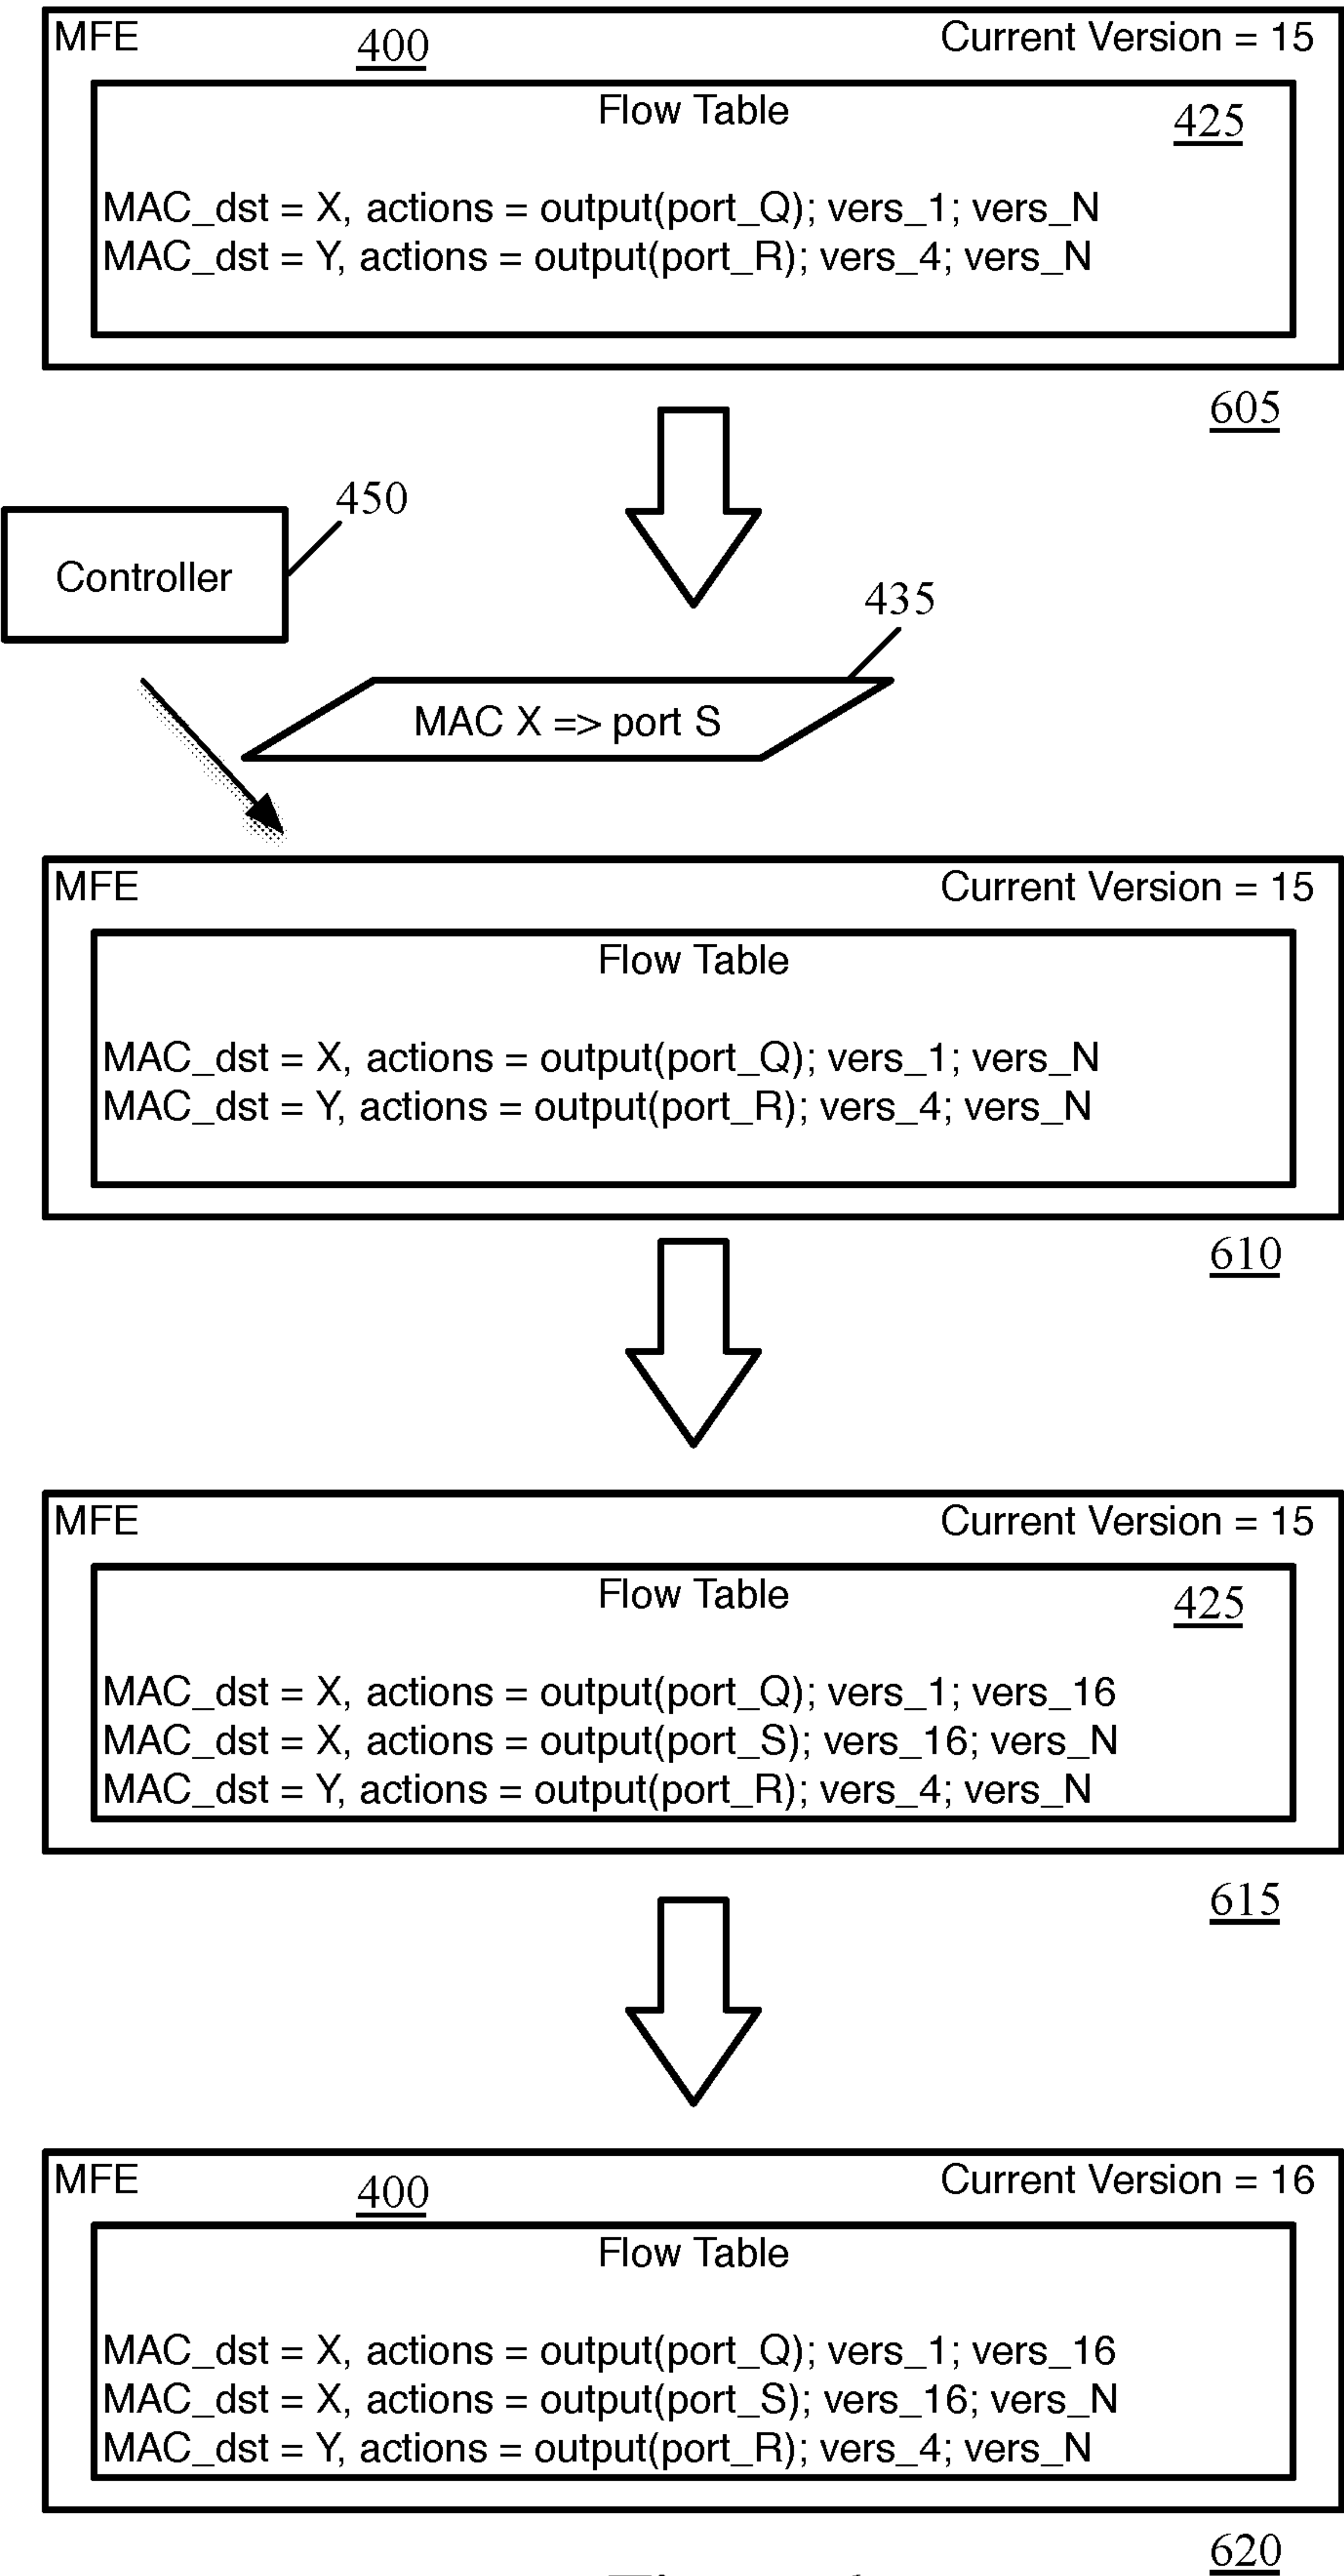 MFE 400 Current Version = 15
Flow Table 425
MAC_dst = X, actions = output(port_Q); vers_1; vers_N
MAC_dst = Y, actions = output(port_R); vers_4; vers_N
605
450
Controller
435
MAC X => port S
MFE Current Version = 15
Flow Table
MAC_dst = X, actions = output(port_Q); vers_1; vers_N
MAC_dst = Y, actions = output(port_R); vers_4; vers_N
610
MFE Current Version = 15
Flow Table 425
MAC_dst = X, actions = output(port_Q); vers_1; vers_16
MAC_dst = X, actions = output(port_S); vers_16; vers_N
MAC_dst = Y, actions = output(port_R); vers_4; vers_N
615
MFE 400 Current Version = 16
Flow Table
MAC_dst = X, actions = output(port_Q); vers_1; vers_16
MAC_dst = X, actions = output(port_S); vers_16; vers_N
MAC_dst = Y, actions = output(port_R); vers_4; vers_N
620